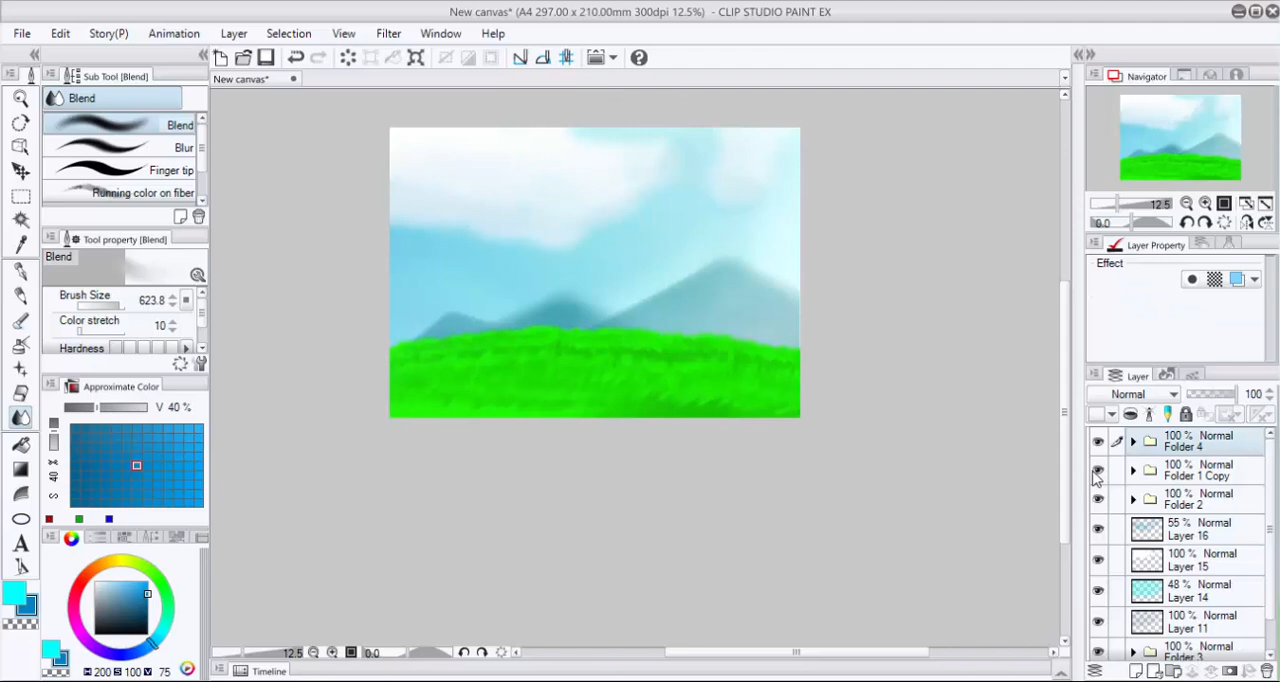 New canvas* (A4 297.00 x 210.00mm 300dpi 12.5%) - CLIP STUDIO PAINT EX
File Edit Story(P) Animation Layer Selection View Filter Window Help
New canvas*
Sub Tool [Blend]
Blend
Blend
Blur
Finger tip
Running color on fiber
Tool property [Blend]
Blend
Brush Size 623.8
Color stretch 10
Hardness
Approximate Color
V 40 %
S 40 H
H 200 S 100 V 75
12.5 0.0
Timeline
Navigator
12.5
0.0
Layer Property
Effect
Layer
Normal 100
100 % Normal
Folder 4
100 % Normal
Folder 1 Copy
100 % Normal
Folder 2
55 % Normal
Layer 16
100 % Normal
Layer 15
48 % Normal
Layer 14
100 % Normal
Layer 11
100 % Normal
Folder 3